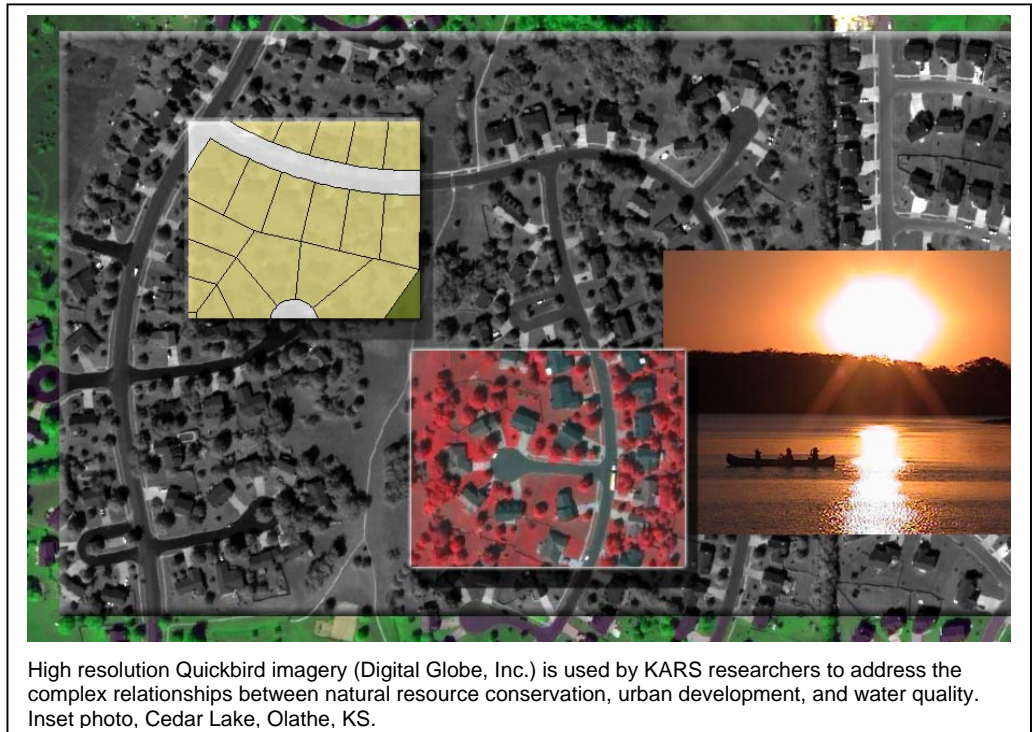 High resolution Quickbird imagery (Digital Globe, Inc.) is used by KARS researchers to address the
complex relationships between natural resource conservation, urban development, and water quality.
Inset photo, Cedar Lake, Olathe, KS.